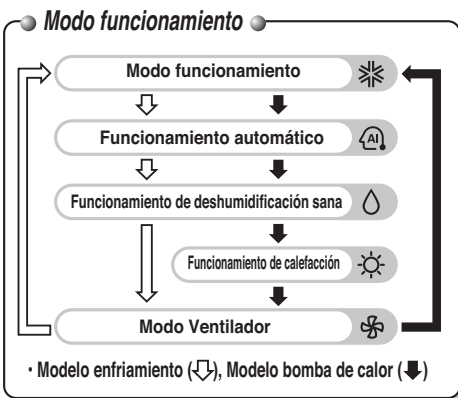 Modo funcionamiento
Modo funcionamiento
Funcionamiento automático
AI
Funcionamiento de deshumidificación sana
Funcionamiento de calefacción
Modo Ventilador
• Modelo enfriamiento (⇩), Modelo bomba de calor (⬇)